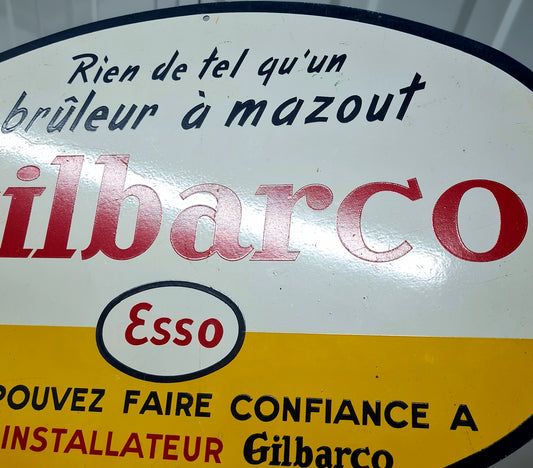 Rien de tel qu'un
brûleur à mazout
ilbarco
Esso
POUVEZ FAIRE CONFIANCE A
INSTALLATEUR Gilbarco